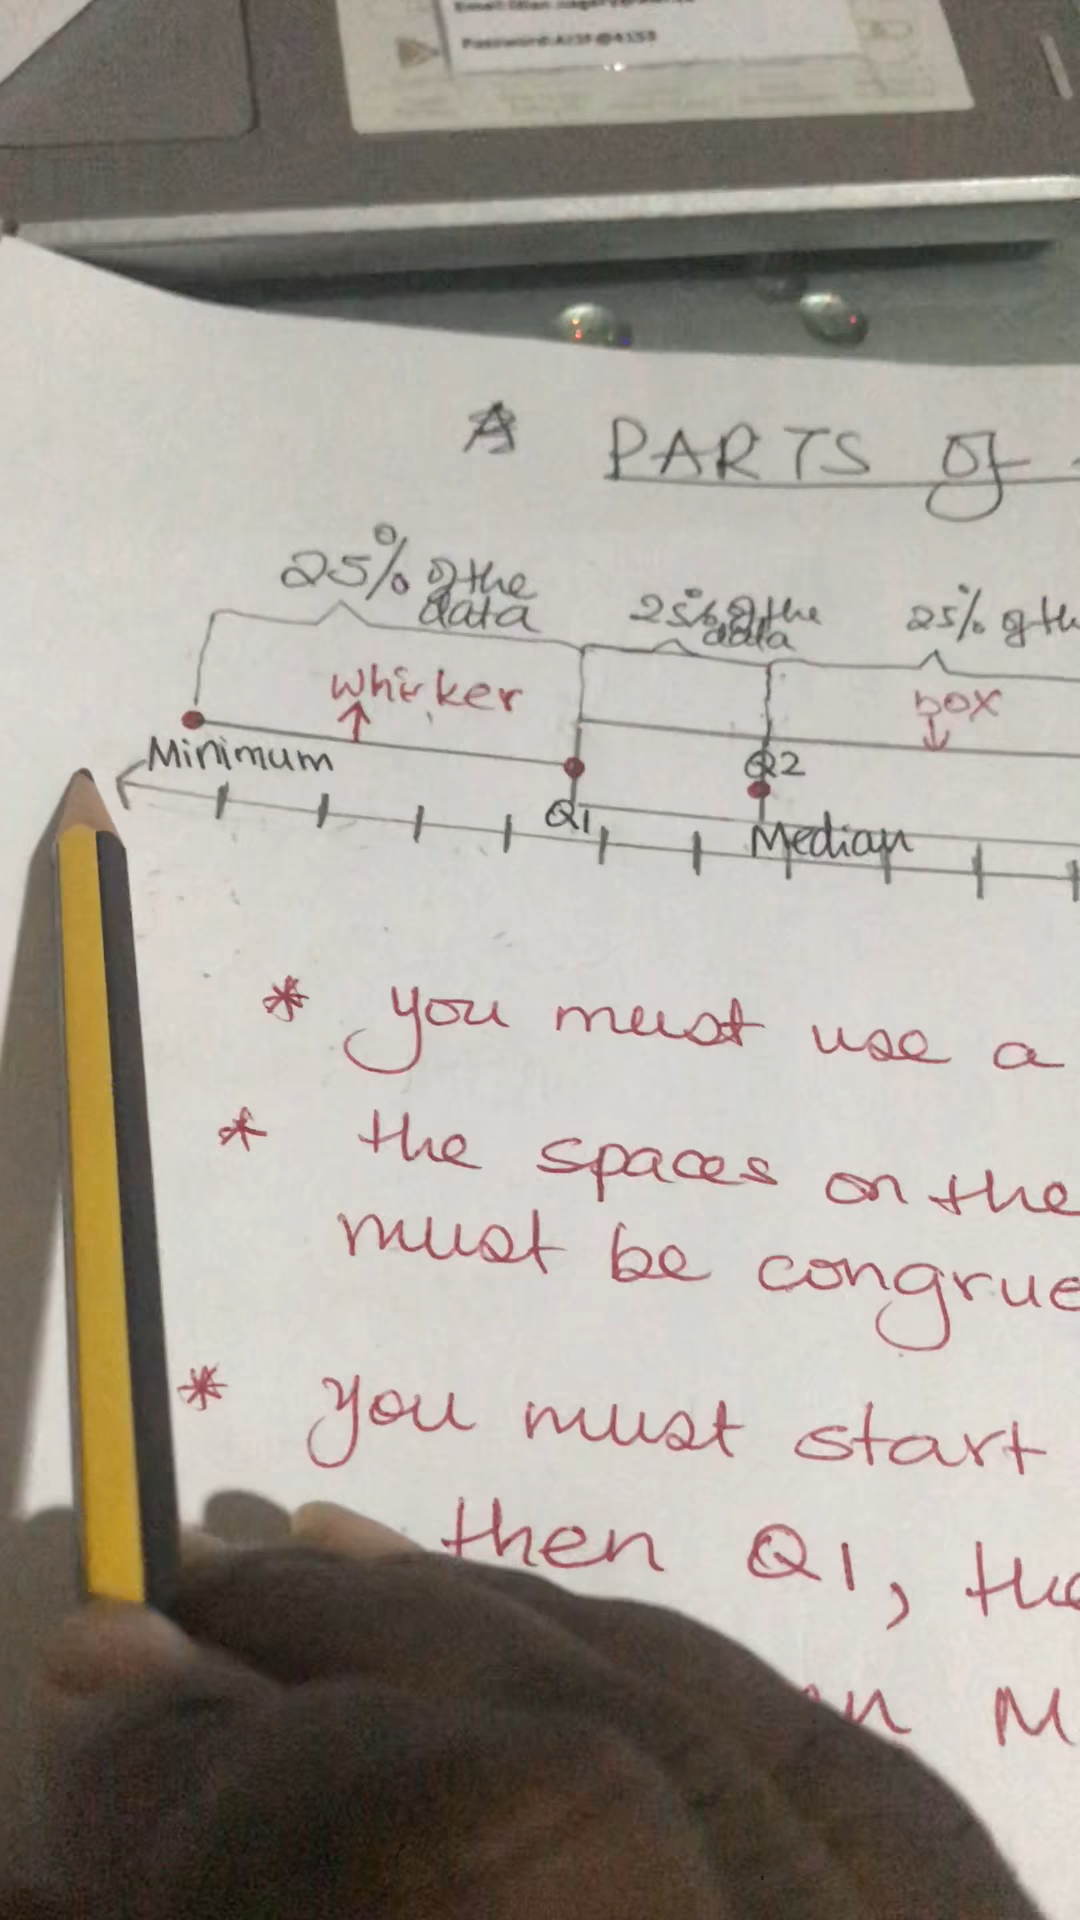 A PARTS of
25% of the
data
25% of the
data
25% of th
Whisker
box
Minimum
Q2
Q1
Median
* you must use a
* the spaces on the
must be congrue
* you must start
then Q1, the
n M